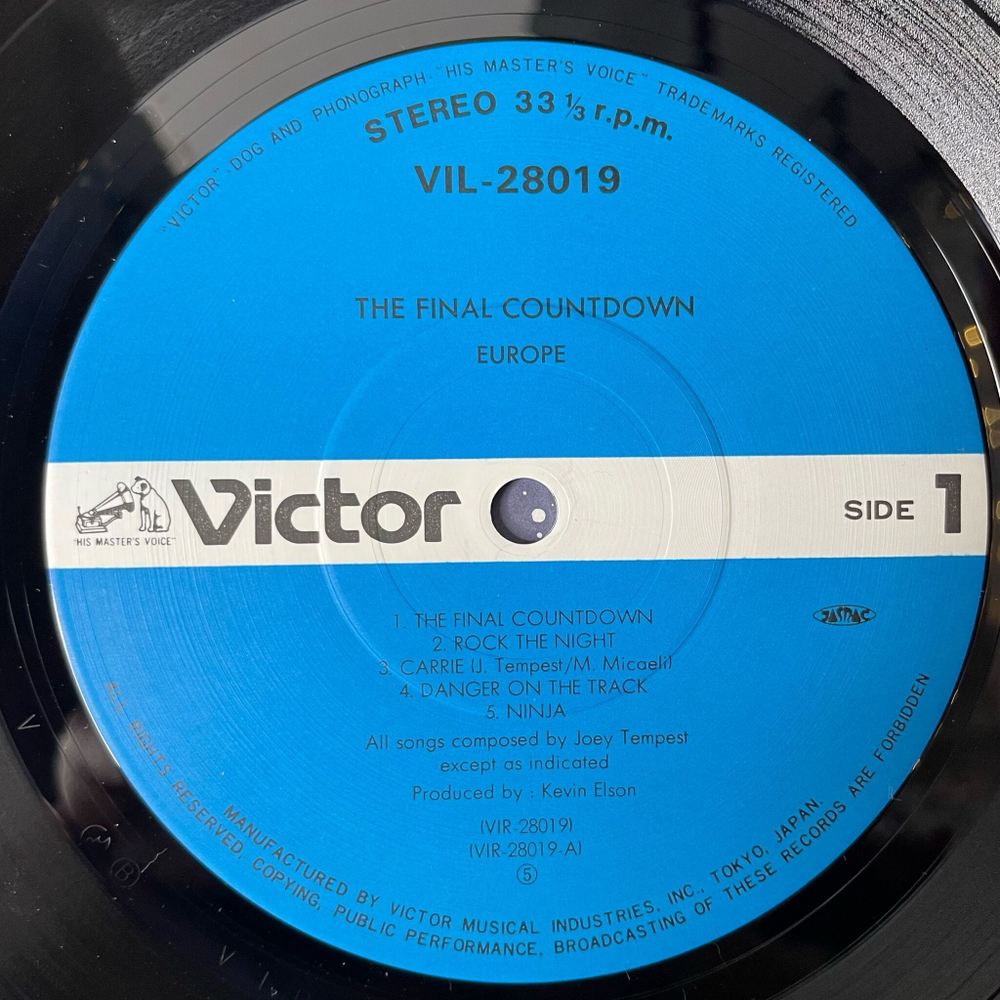 "VICTOR"·DOG AND PHONOGRAPH·"HIS MASTER'S VOICE" TRADEMARKS REGISTERED
STEREO 33 ⅓ r.p.m.
VIL-28019
THE FINAL COUNTDOWN
EUROPE
Victor
"HIS MASTER'S VOICE"
SIDE 1
1. THE FINAL COUNTDOWN
2. ROCK THE NIGHT
3. CARRIE (J. Tempest/M. Micaeli)
4. DANGER ON THE TRACK
5. NINJA
JASRAC
All songs composed by Joey Tempest
except as indicated
Produced by : Kevin Elson
(VIR-28019)
(VIR-28019-A)
⑤
MANUFACTURED BY VICTOR MUSICAL INDUSTRIES, INC., TOKYO, JAPAN.
ALL RIGHTS RESERVED, COPYING, PUBLIC PERFORMANCE, BROADCASTING OF THESE RECORDS ARE FORBIDDEN
V
B
V I